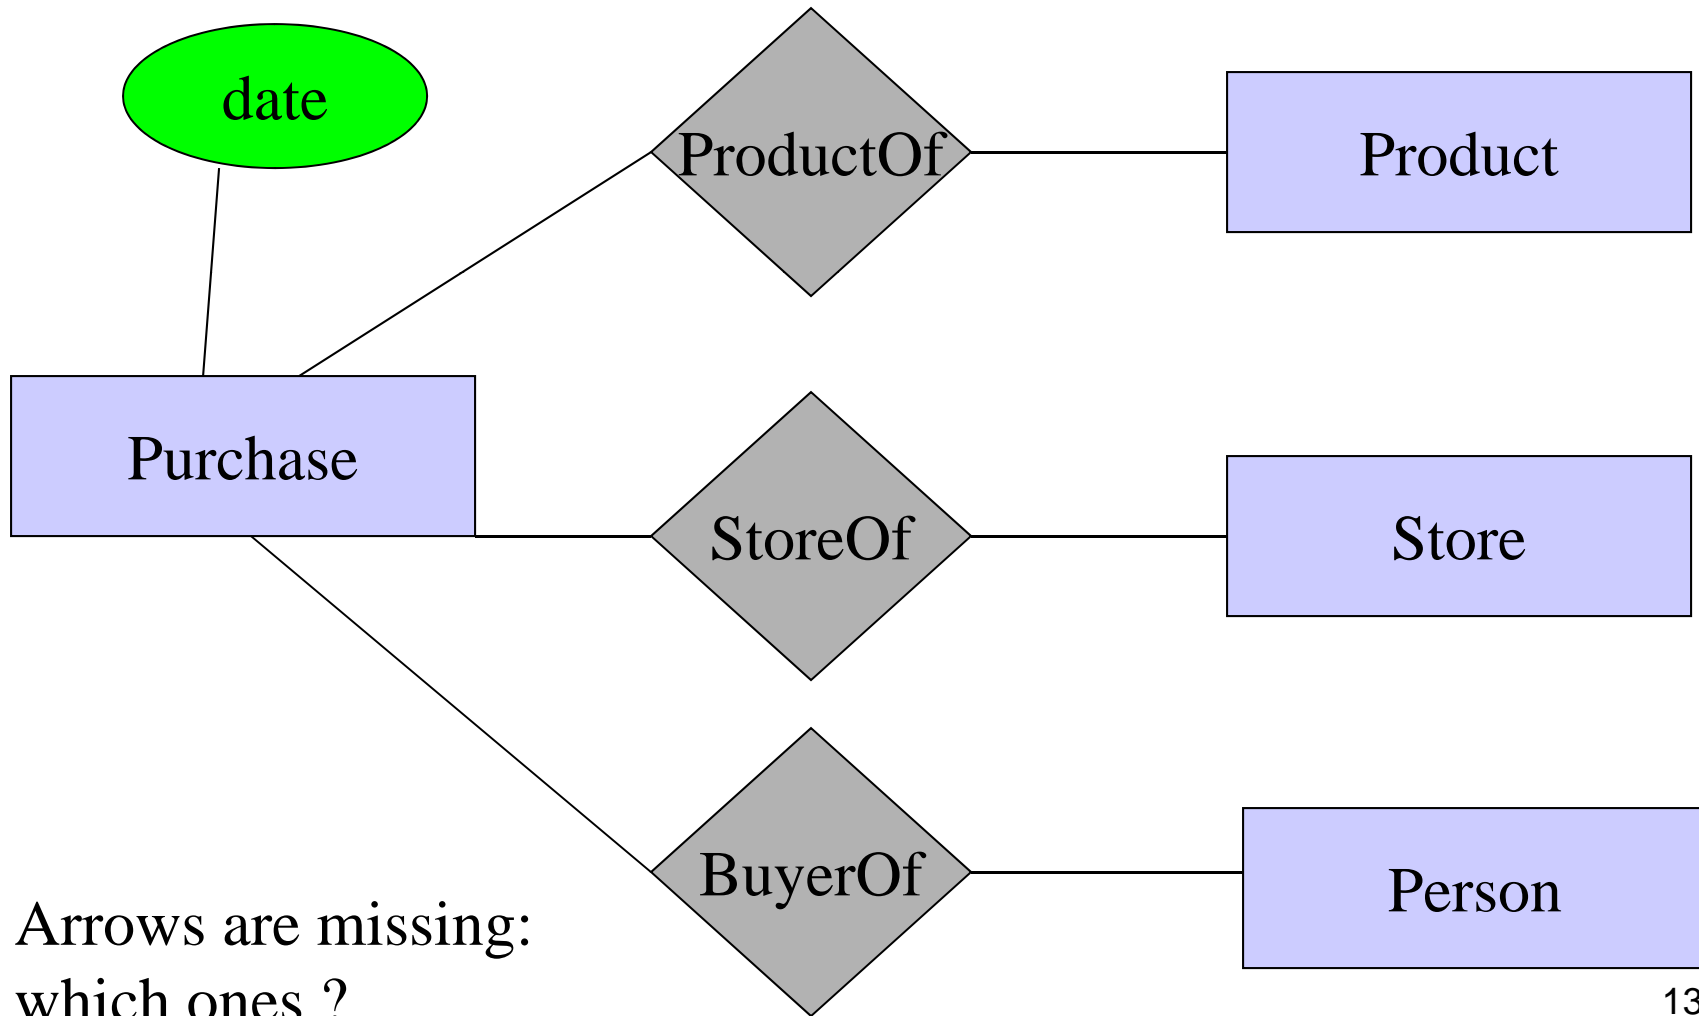 date
ProductOf
Product
Purchase
StoreOf
Store
BuyerOf
Person
Arrows are missing:
which ones ?
13